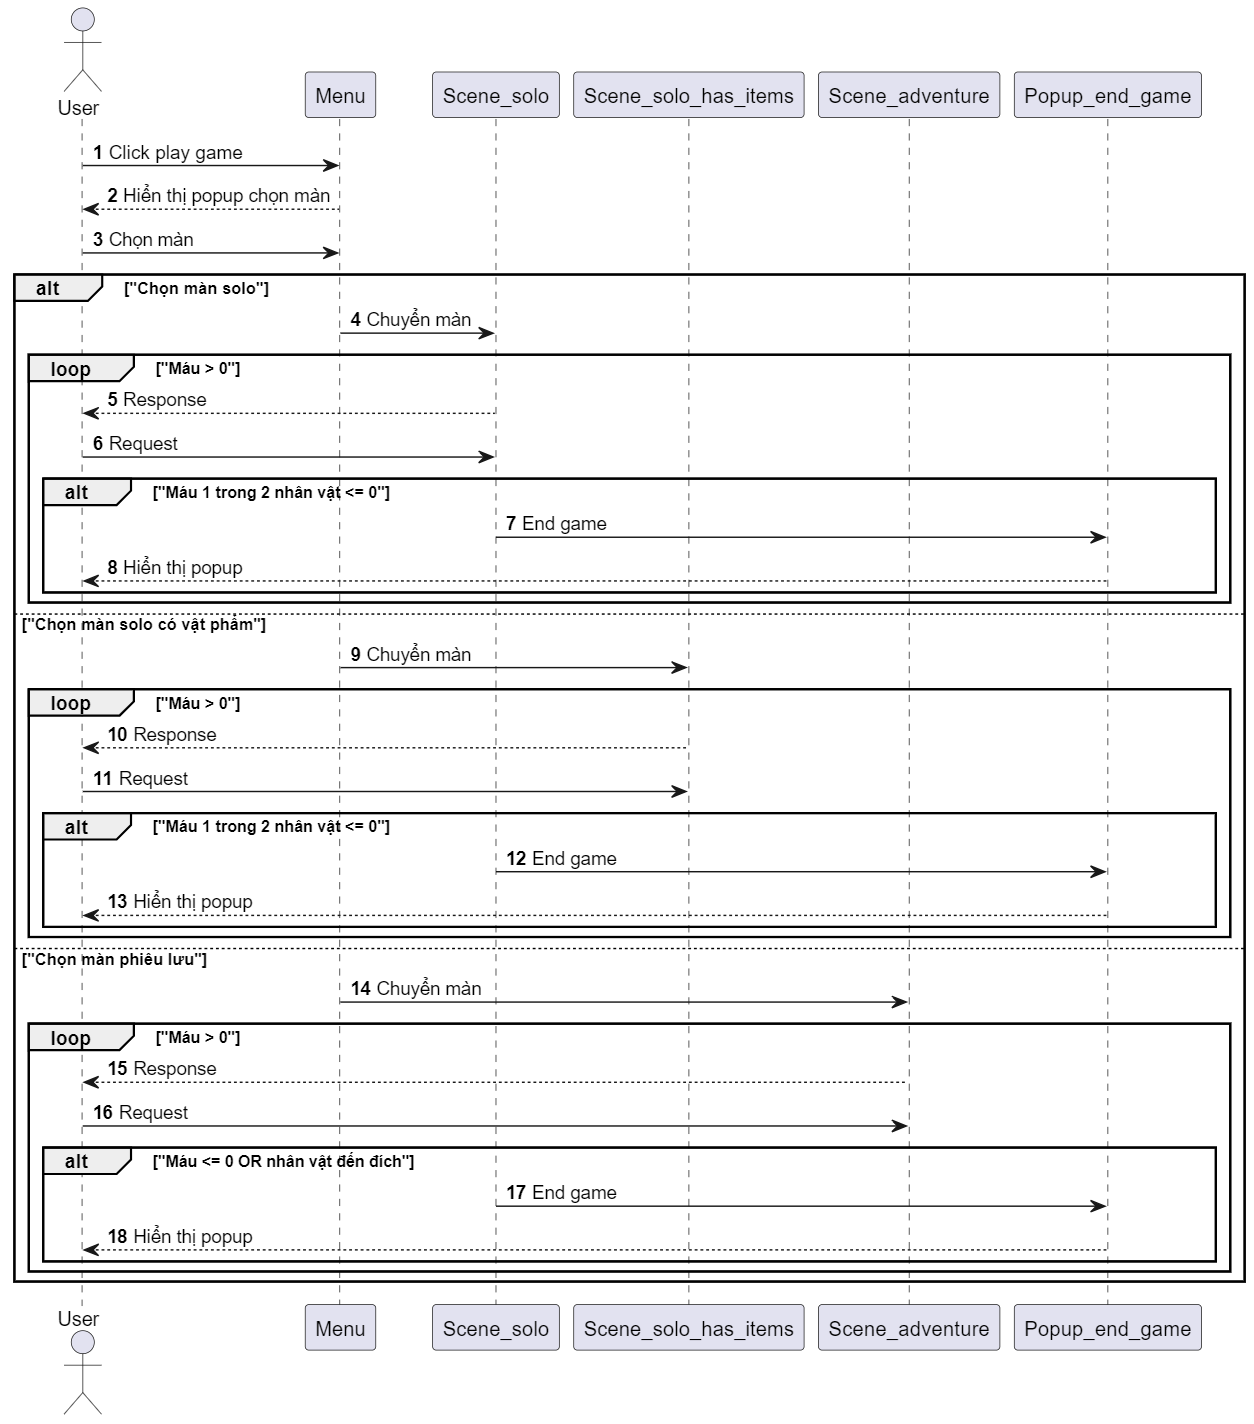 User
Menu
Scene_solo
Scene_solo_has_items
Scene_adventure
Popup_end_game
1 Click play game
2 Hiển thị popup chọn màn
3 Chọn màn
alt ["Chọn màn solo"]
4 Chuyển màn
loop ["Máu > 0"]
5 Response
6 Request
alt ["Máu 1 trong 2 nhân vật <= 0"]
7 End game
8 Hiển thị popup
["Chọn màn solo có vật phẩm"]
9 Chuyển màn
loop ["Máu > 0"]
10 Response
11 Request
alt ["Máu 1 trong 2 nhân vật <= 0"]
12 End game
13 Hiển thị popup
["Chọn màn phiêu lưu"]
14 Chuyển màn
loop ["Máu > 0"]
15 Response
16 Request
alt ["Máu <= 0 OR nhân vật đến đích"]
17 End game
18 Hiển thị popup
User
Menu
Scene_solo
Scene_solo_has_items
Scene_adventure
Popup_end_game